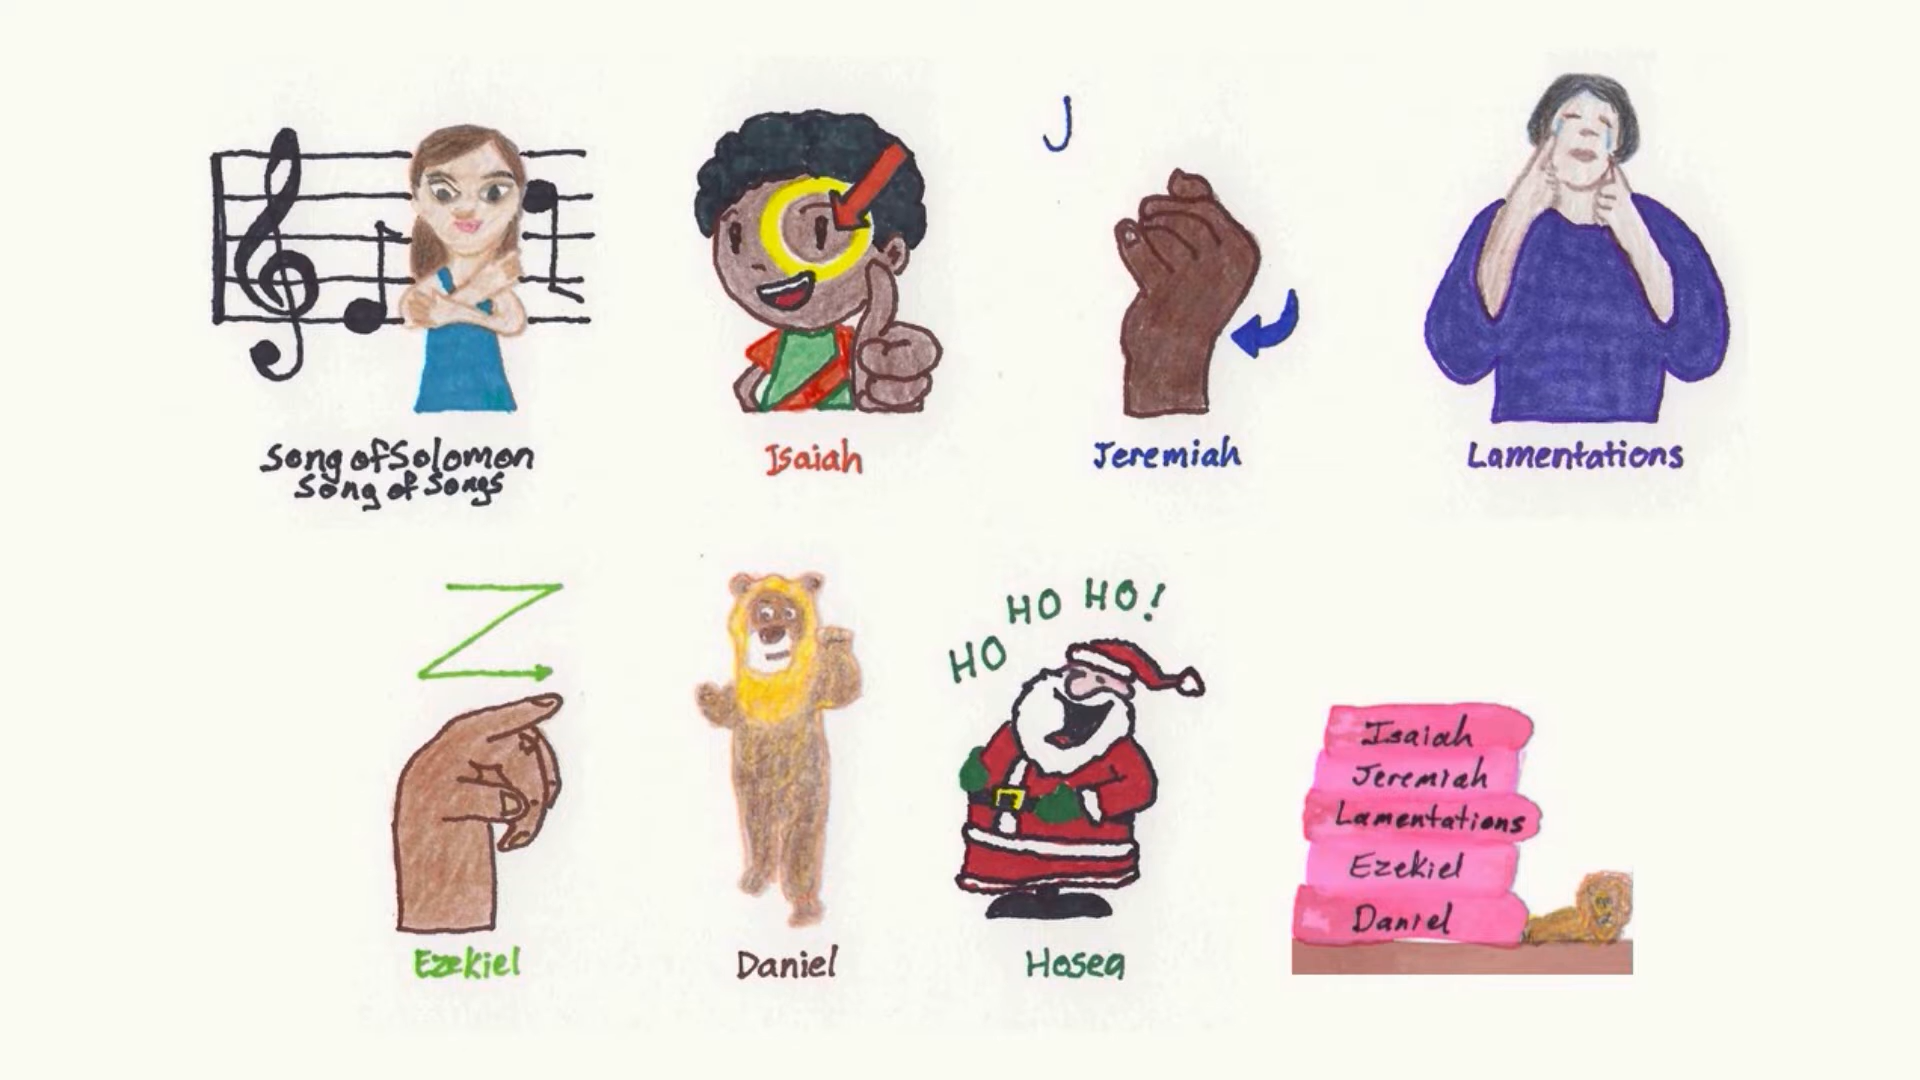 J
Song of Solomon
Song of Songs
Isaiah
Jeremiah
Lamentations
Z
HO HO HO!
Ezekiel
Daniel
Hosea
Isaiah
Jeremiah
Lamentations
Ezekiel
Daniel